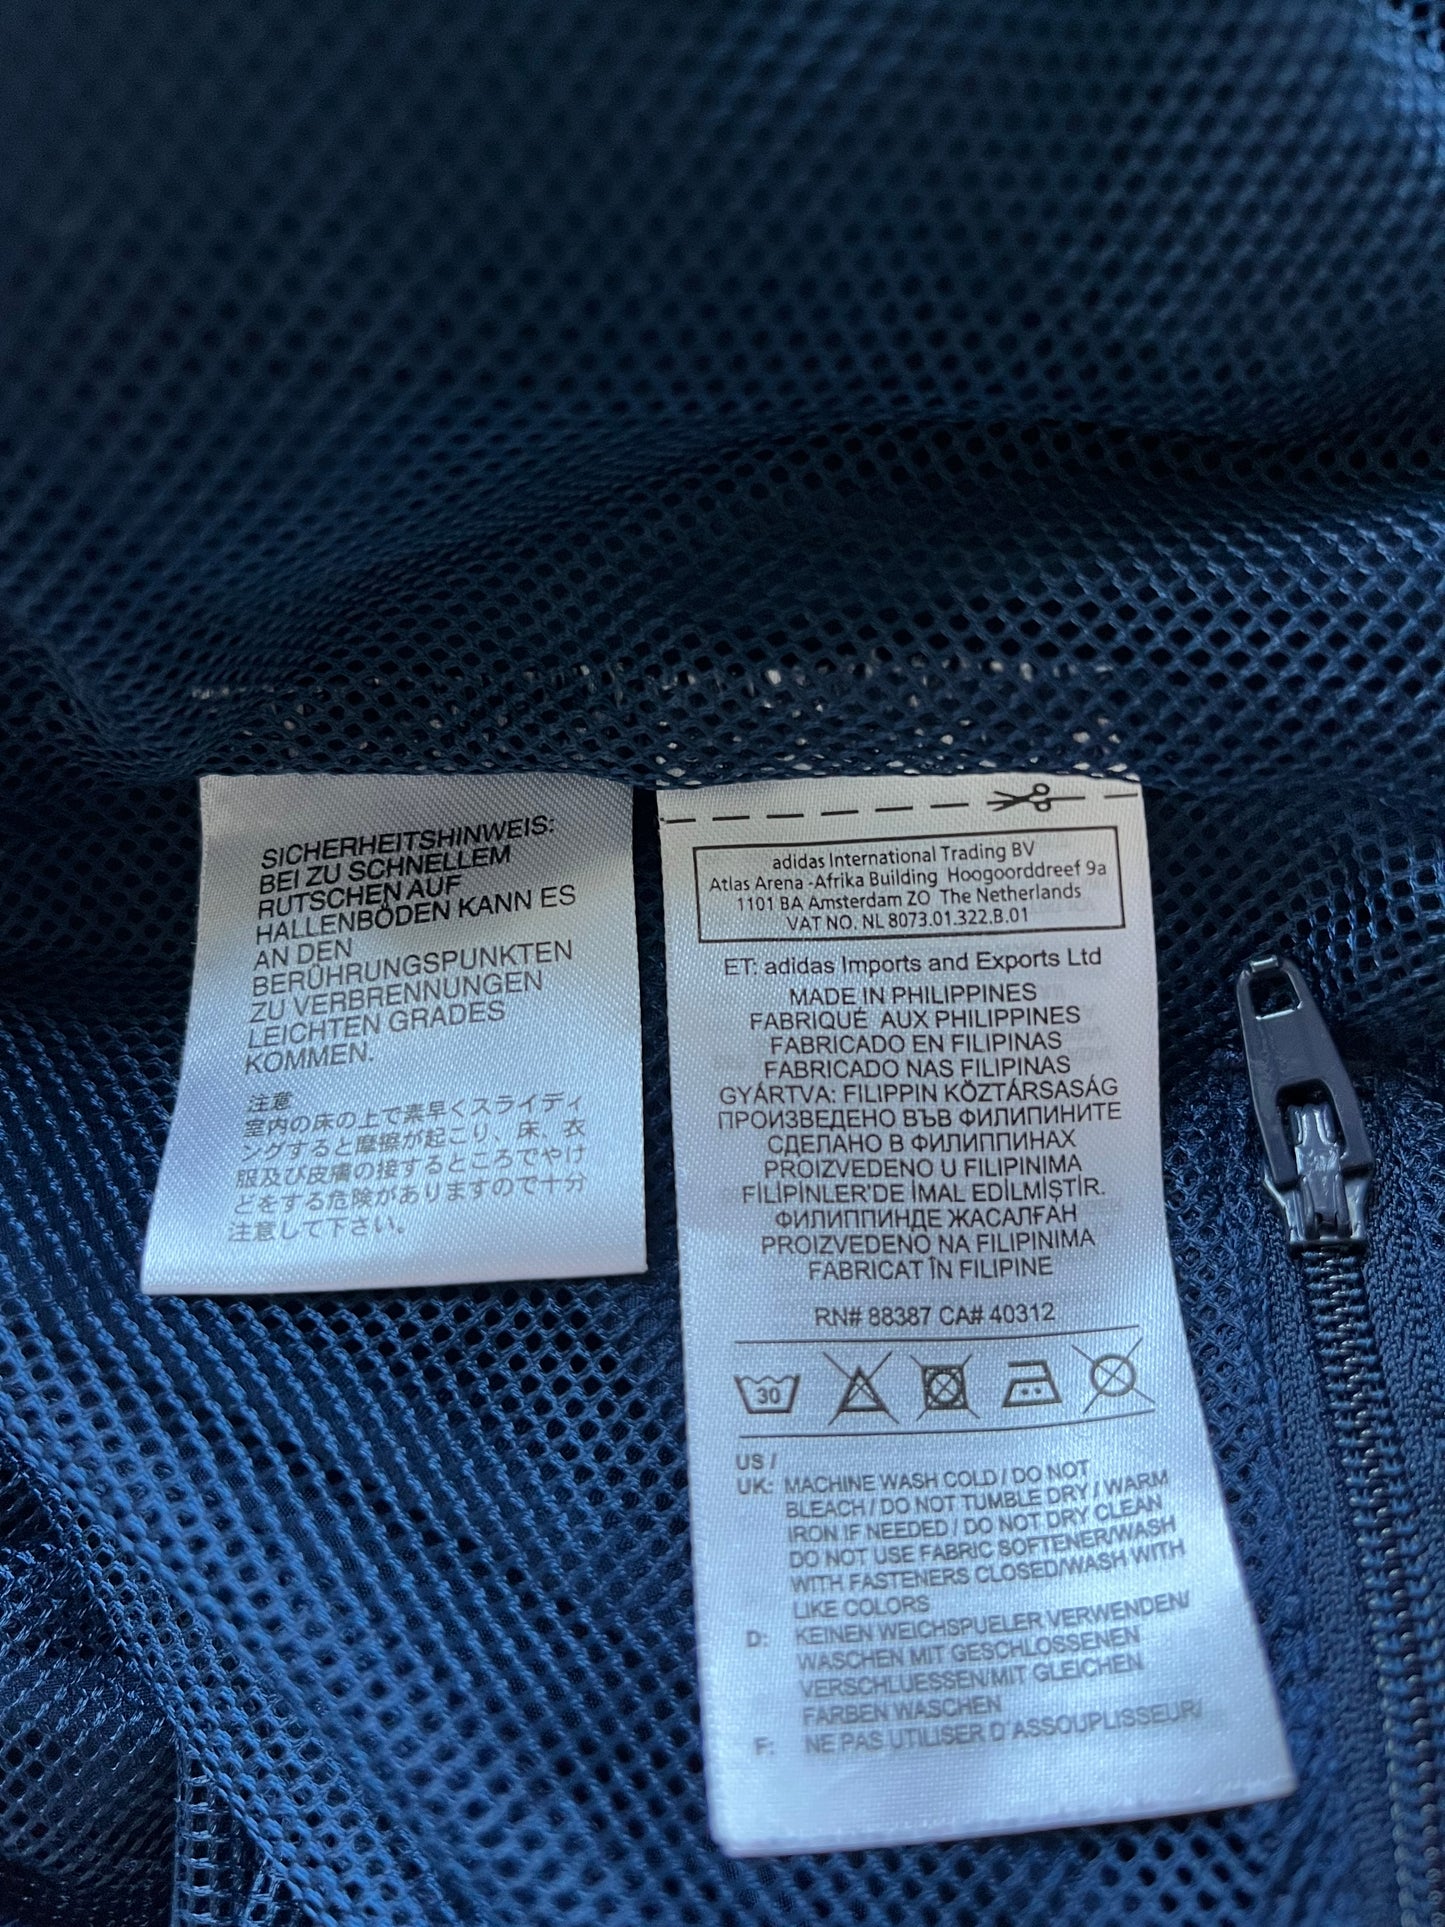 SICHERHEITSHINWEIS:
BEI ZU SCHNELLEM
RUTSCHEN AUF
HALLENBÖDEN KANN ES
AN DEN
BERÜHRUNGSPUNKTEN
ZU VERBRENNUNGEN
LEICHTEN GRADES
KOMMEN.
注意
室内の床の上で素早くスライディ
ングすると摩擦が起こり、床、衣
服及び皮膚の接するところでやけ
どをする危険がありますので十分
注意して下さい。
adidas International Trading BV
Atlas Arena -Afrika Building Hoogoorddreef 9a
1101 BA Amsterdam ZO The Netherlands
VAT NO. NL 8073.01.322.B.01
ET: adidas Imports and Exports Ltd
MADE IN PHILIPPINES
FABRIQUÉ AUX PHILIPPINES
FABRICADO EN FILIPINAS
FABRICADO NAS FILIPINAS
GYÁRTVA: FILIPPIN KÖZTÁRSASÁG
ПРОИЗВЕДЕНО ВЪВ ФИЛИПИНИТЕ
СДЕЛАНО В ФИЛИППИНАХ
PROIZVEDENO U FILIPINIMA
FİLİPİNLER'DE İMAL EDİLMİŞTİR.
ФИЛИППИНДЕ ЖАСАЛҒАН
PROIZVEDENO NA FILIPINIMA
FABRICAT ÎN FILIPINE
RN# 88387 CA# 40312
30
US /
UK: MACHINE WASH COLD / DO NOT
BLEACH / DO NOT TUMBLE DRY / WARM
IRON IF NEEDED / DO NOT DRY CLEAN
DO NOT USE FABRIC SOFTENER/WASH
WITH FASTENERS CLOSED/WASH WITH
LIKE COLORS
D: KEINEN WEICHSPUELER VERWENDEN/
WASCHEN MIT GESCHLOSSENEN
VERSCHLUESSEN/MIT GLEICHEN
FARBEN WASCHEN
F: NE PAS UTILISER D'ASSOUPLISSEUR/